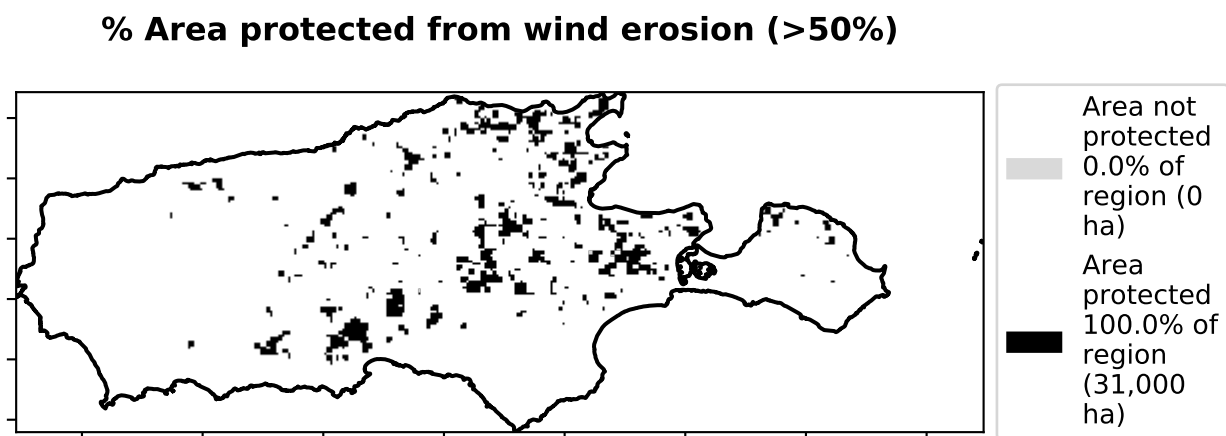 % Area protected from wind erosion (>50%)
Area not
protected
0.0% of
region (0
ha)
Area
protected
100.0% of
region
(31,000
ha)